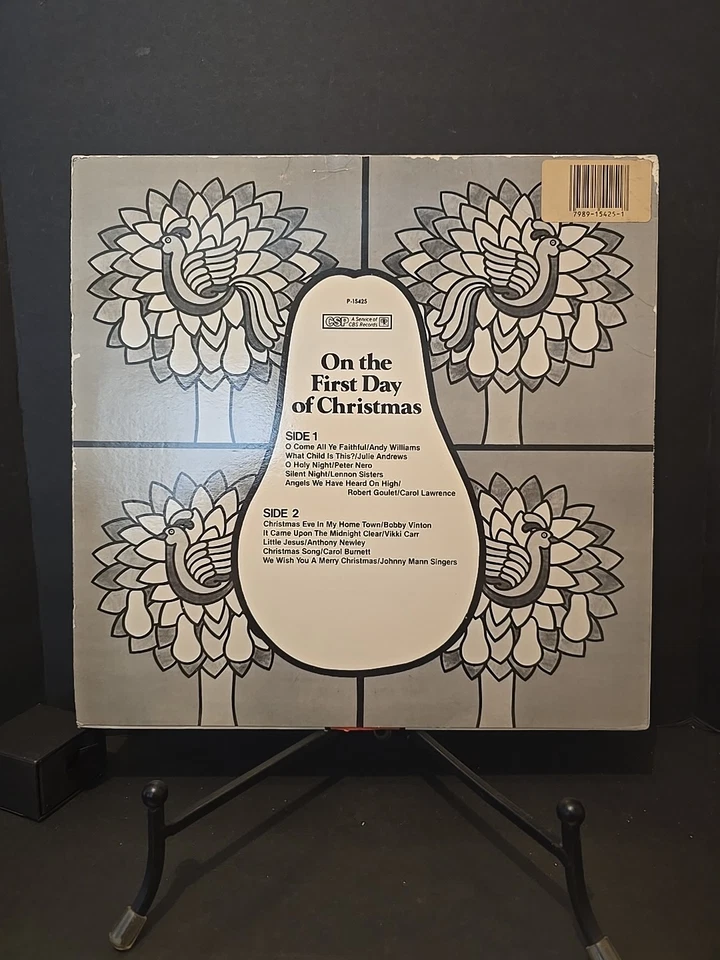 7989-15425-1
P-15425
CSP A Service of
CBS Records
On the
First Day
of Christmas
SIDE 1
O Come All Ye Faithful/Andy Williams
What Child Is This?/Julie Andrews
O Holy Night/Peter Nero
Silent Night/Lennon Sisters
Angels We Have Heard On High/
Robert Goulet/Carol Lawrence
SIDE 2
Christmas Eve In My Home Town/Bobby Vinton
It Came Upon The Midnight Clear/Vikki Carr
Little Jesus/Anthony Newley
Christmas Song/Carol Burnett
We Wish You A Merry Christmas/Johnny Mann Singers